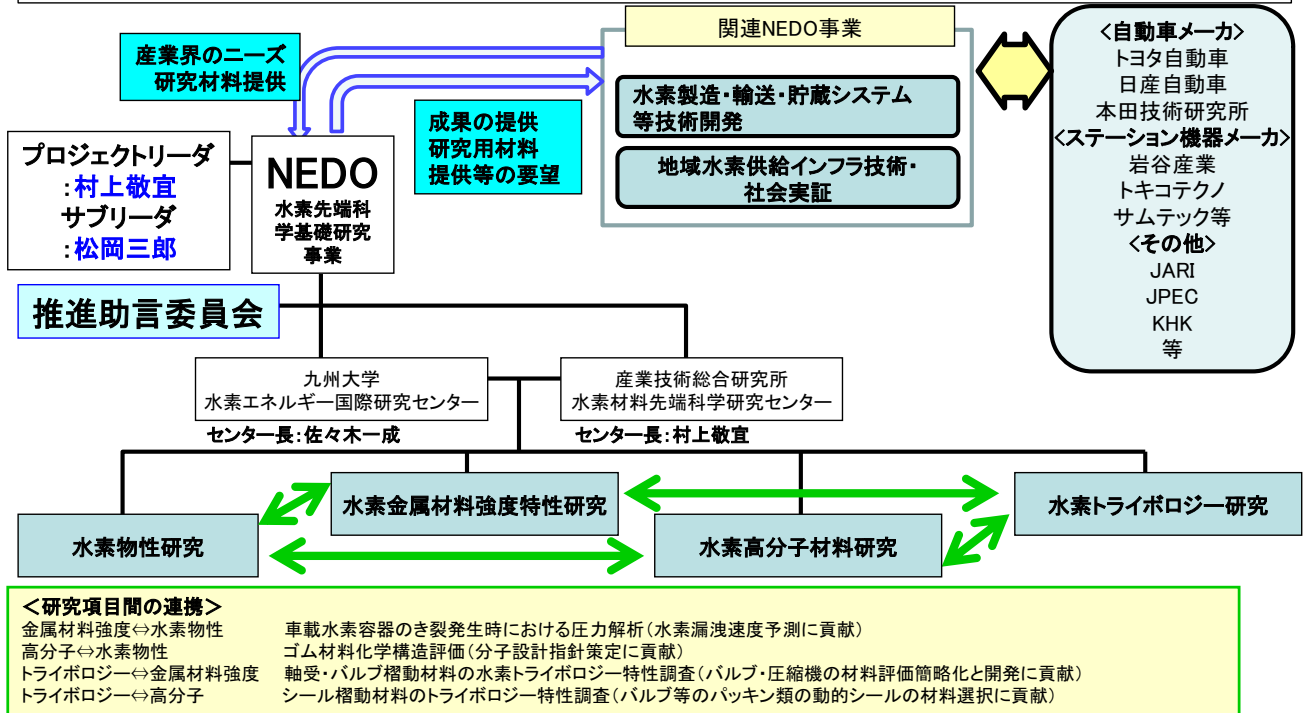 産業界のニーズ
研究材料提供
関連NEDO事業
水素製造・輸送・貯蔵システム
等技術開発
地域水素供給インフラ技術・
社会実証
成果の提供
研究用材料
提供等の要望
<自動車メーカ>
トヨタ自動車
日産自動車
本田技術研究所
<ステーション機器メーカ>
岩谷産業
トキコテクノ
サムテック等
<その他>
JARI
JPEC
KHK
等
プロジェクトリーダ
:村上敬宜
サブリーダ
:松岡三郎
NEDO
水素先端科
学基礎研究
事業
推進助言委員会
九州大学
水素エネルギー国際研究センター
センター長:佐々木一成
産業技術総合研究所
水素材料先端科学研究センター
センター長:村上敬宜
水素金属材料強度特性研究
水素トライボロジー研究
水素物性研究
水素高分子材料研究
<研究項目間の連携>
金属材料強度⇔水素物性 車載水素容器のき裂発生時における圧力解析(水素漏洩速度予測に貢献)
高分子⇔水素物性 ゴム材料化学構造評価(分子設計指針策定に貢献)
トライボロジー⇔金属材料強度 軸受・バルブ摺動材料の水素トライボロジー特性調査(バルブ・圧縮機の材料評価簡略化と開発に貢献)
トライボロジー⇔高分子 シール摺動材料のトライボロジー特性調査(バルブ等のパッキン類の動的シールの材料選択に貢献)